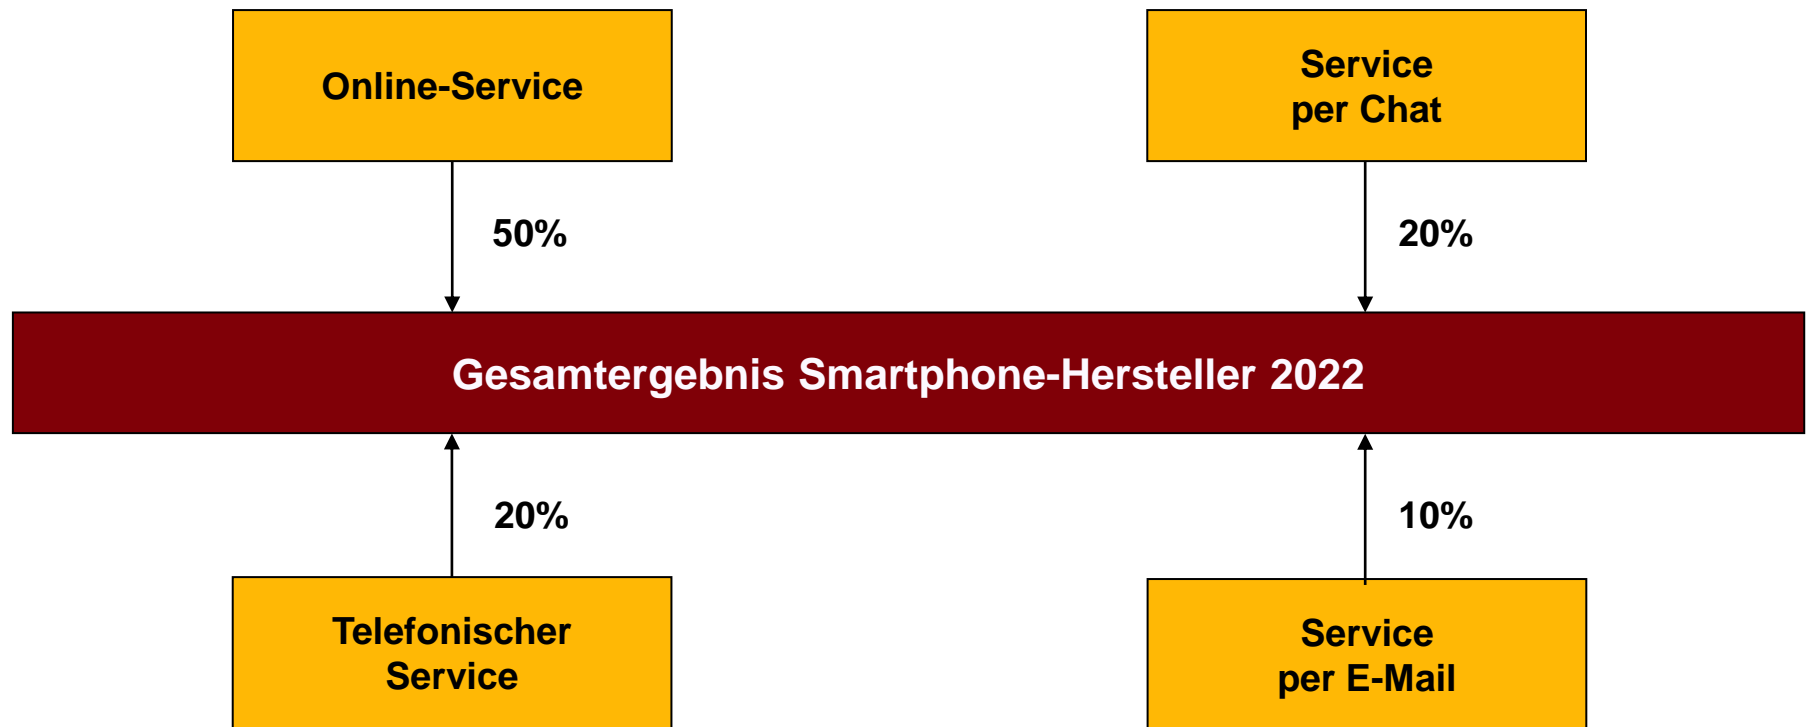 Online-Service
Service
per Chat
50%
20%
Gesamtergebnis Smartphone-Hersteller 2022
20%
10%
Telefonischer
Service
Service
per E-Mail